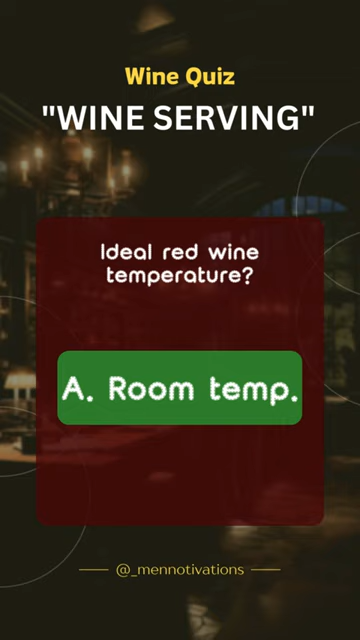 Wine Quiz
"WINE SERVING"
Ideal red wine
temperature?
A. Room temp.
@_mennotivations